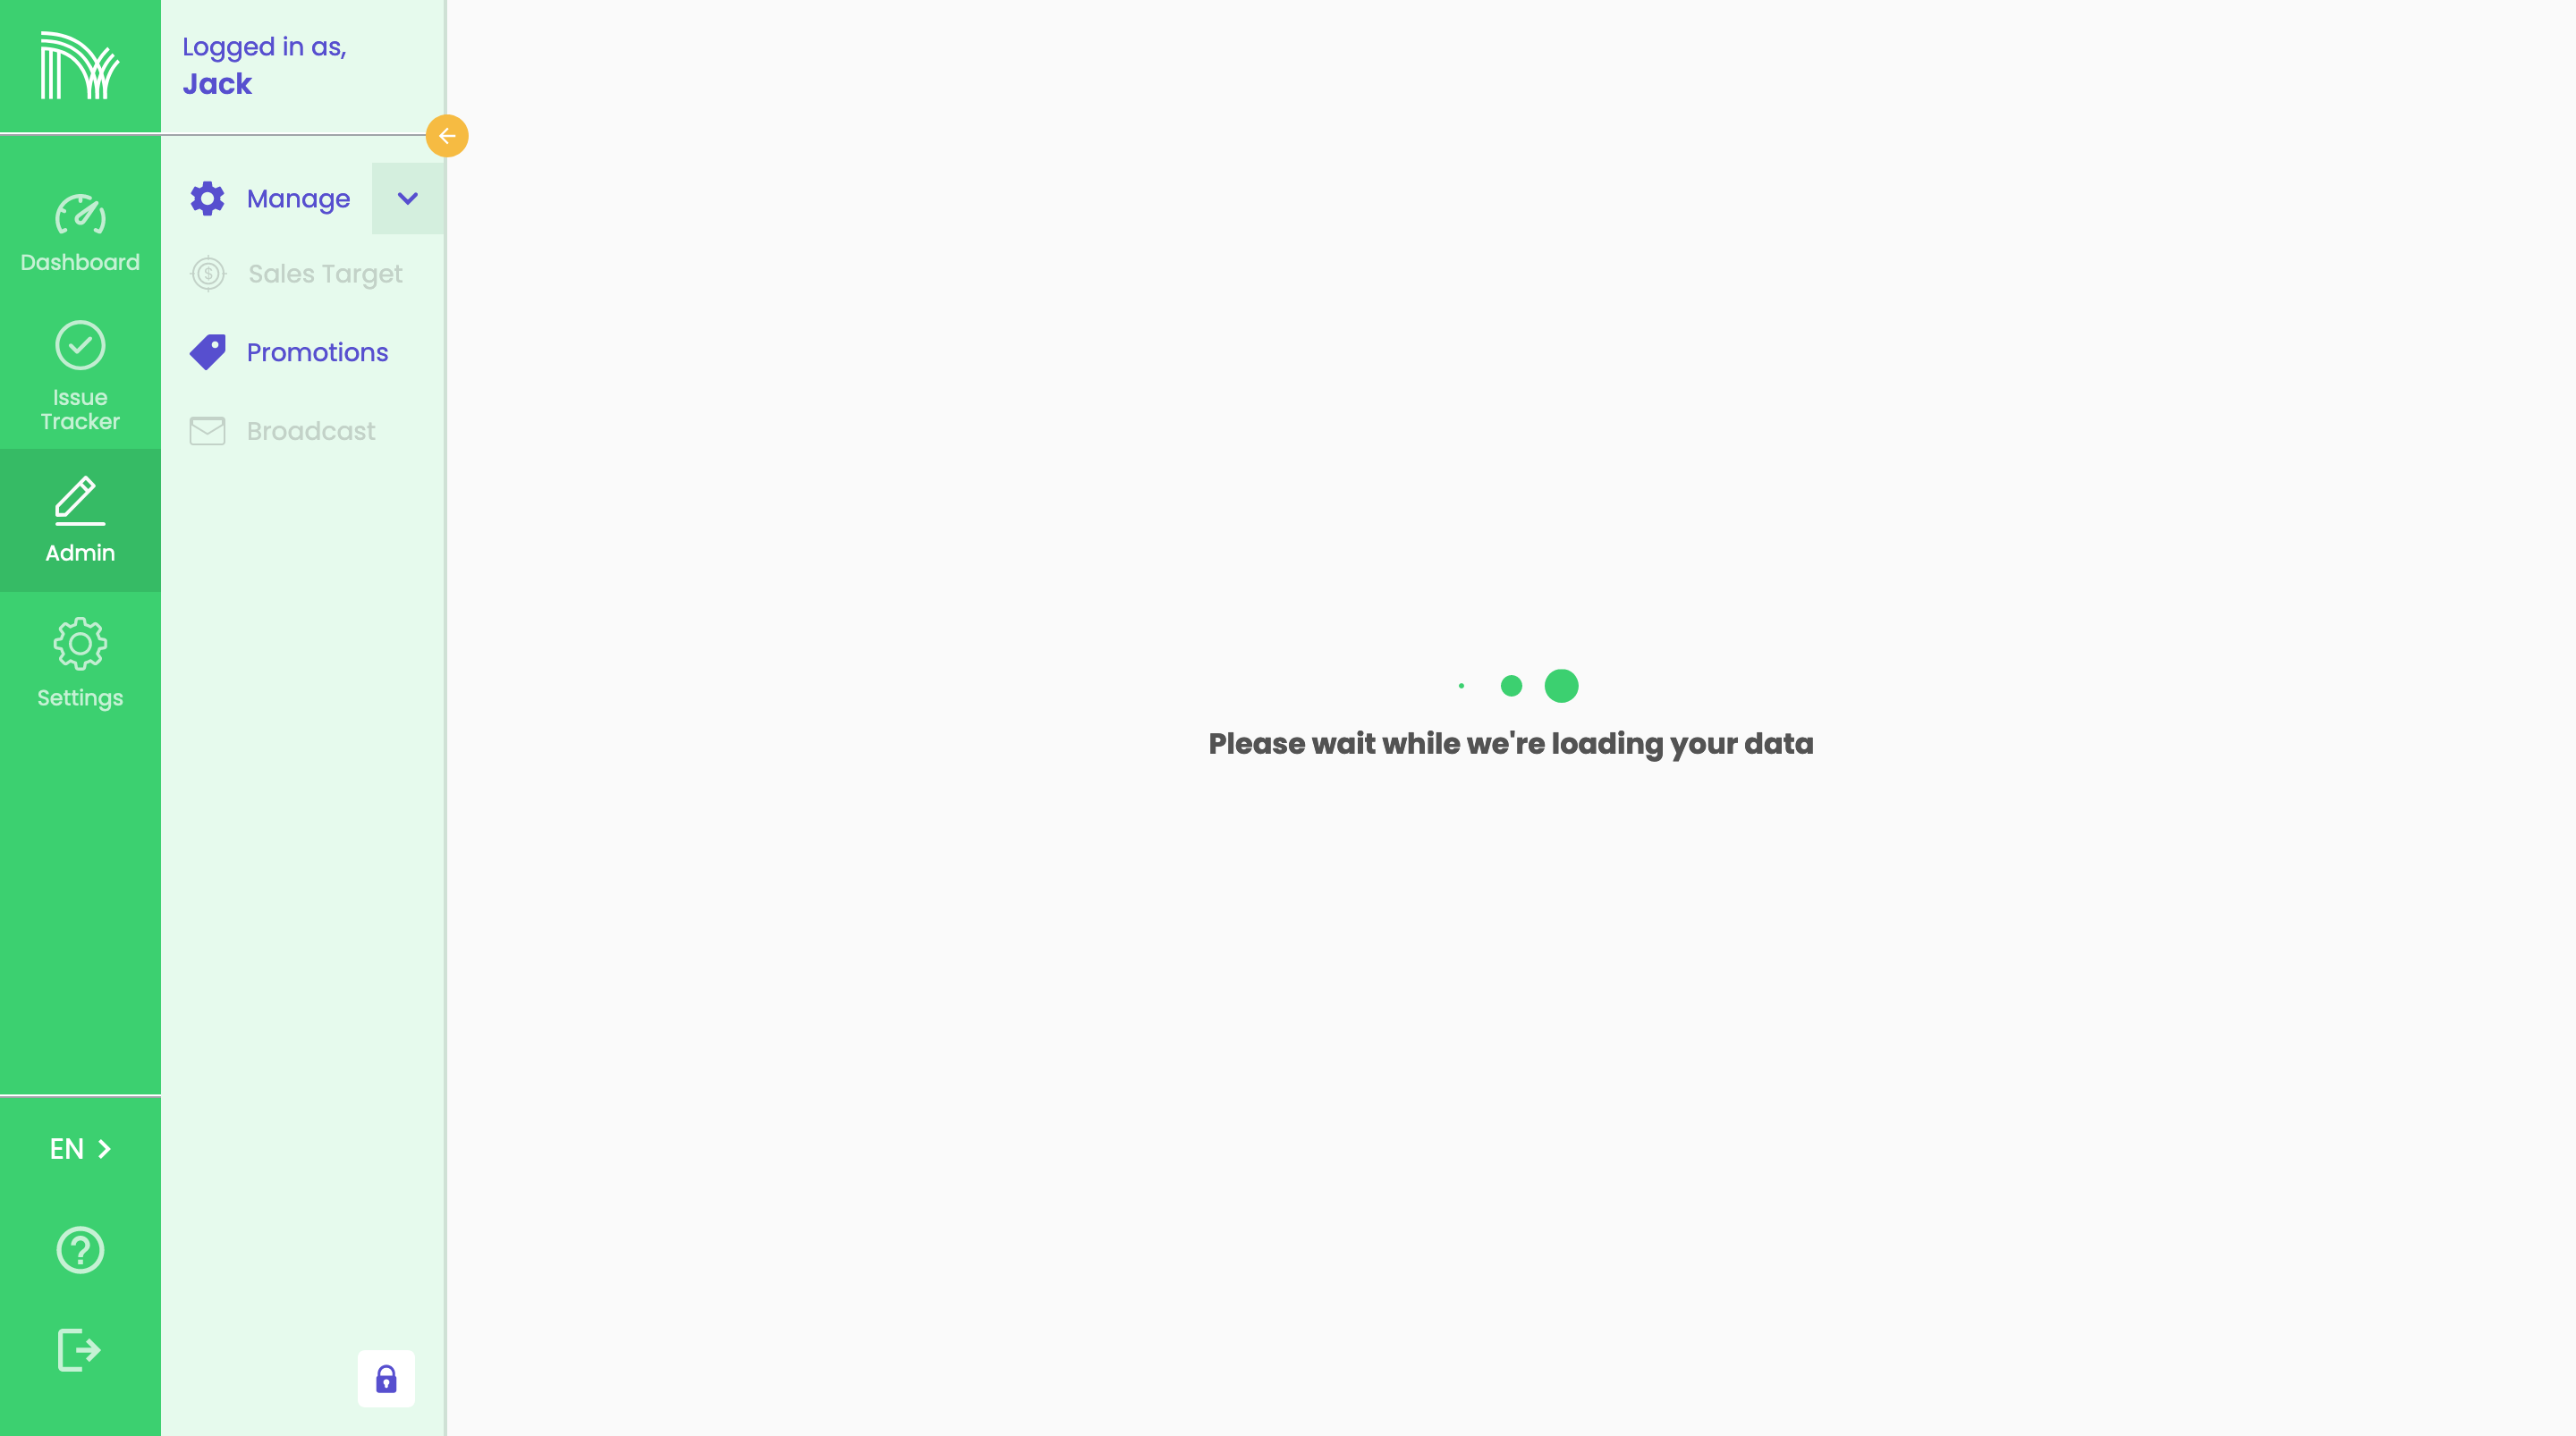 Logged in as,
Jack
Dashboard
Issue
Tracker
Admin
Settings
Manage
Sales Target
Promotions
Broadcast
Please wait while we're loading your data
EN